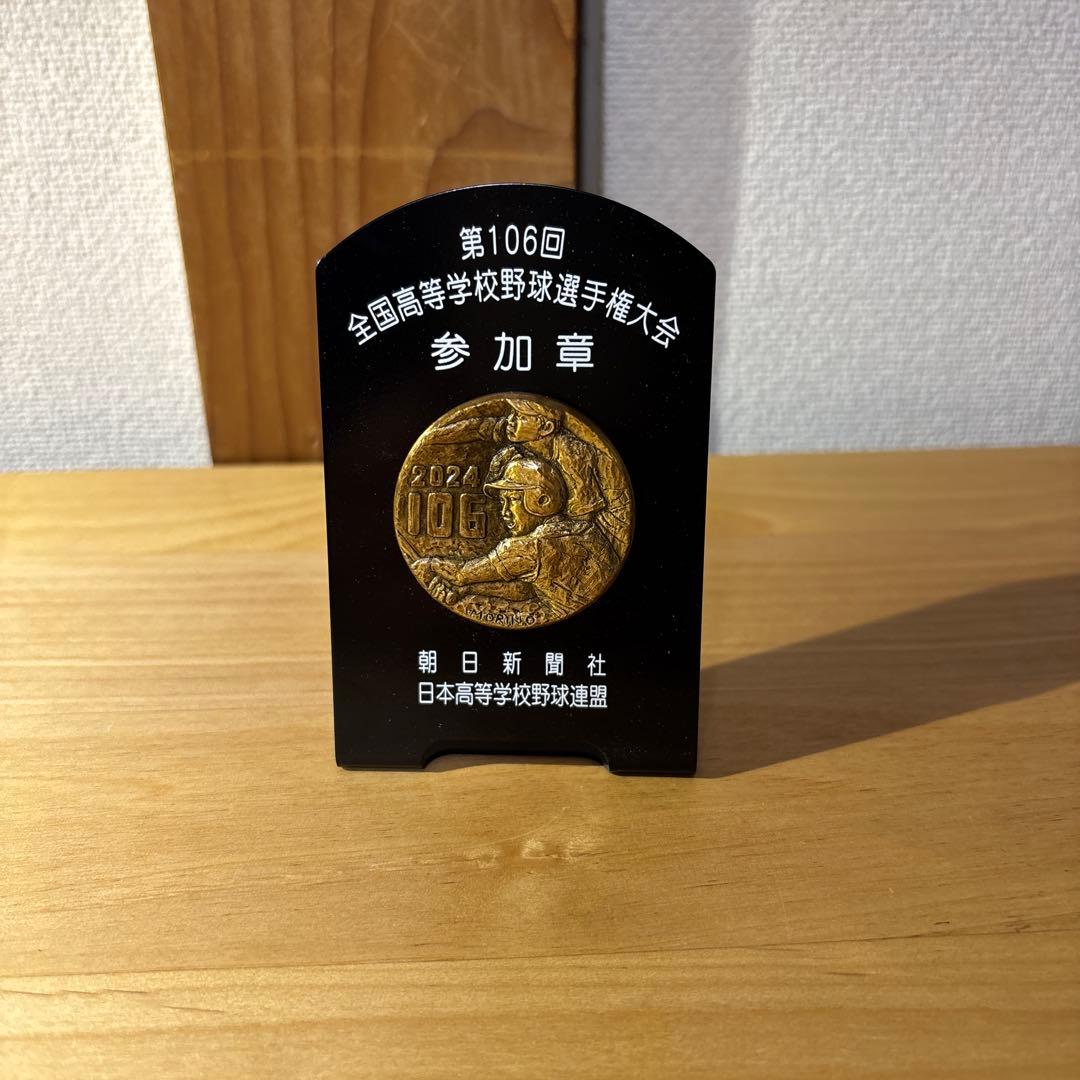 第106回
全国高等学校野球選手権大会
参加章
2024
106
MORINO
朝日新聞社
日本高等学校野球連盟